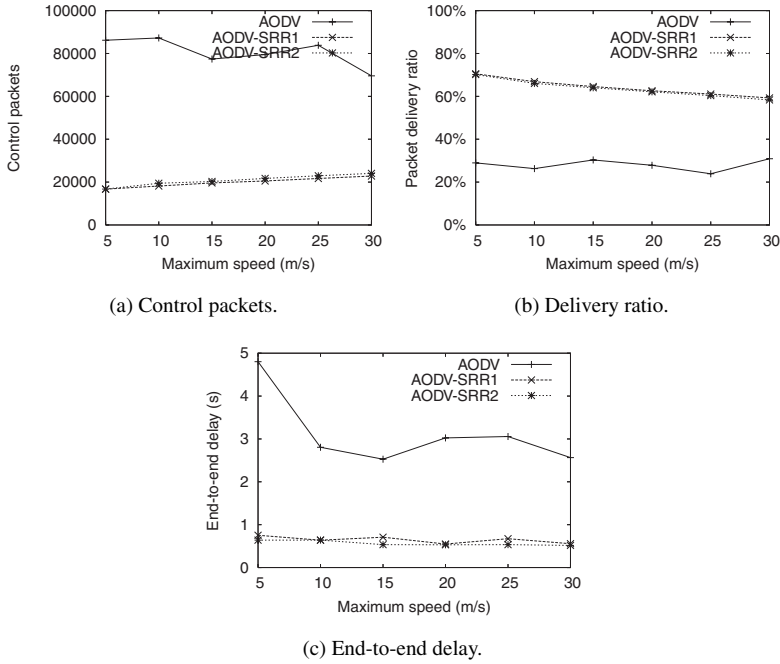 100000
80000
60000
40000
20000
0
5 10 15 20 25 30
Control packets
Maximum speed (m/s)
AODV
AODV-SRR1
AODV-SRR2
(a) Control packets.
100%
80%
60%
40%
20%
0%
5 10 15 20 25 30
Packet delivery ratio
Maximum speed (m/s)
AODV
AODV-SRR1
AODV-SRR2
(b) Delivery ratio.
5
4
3
2
1
0
5 10 15 20 25 30
End-to-end delay (s)
Maximum speed (m/s)
AODV
AODV-SRR1
AODV-SRR2
(c) End-to-end delay.